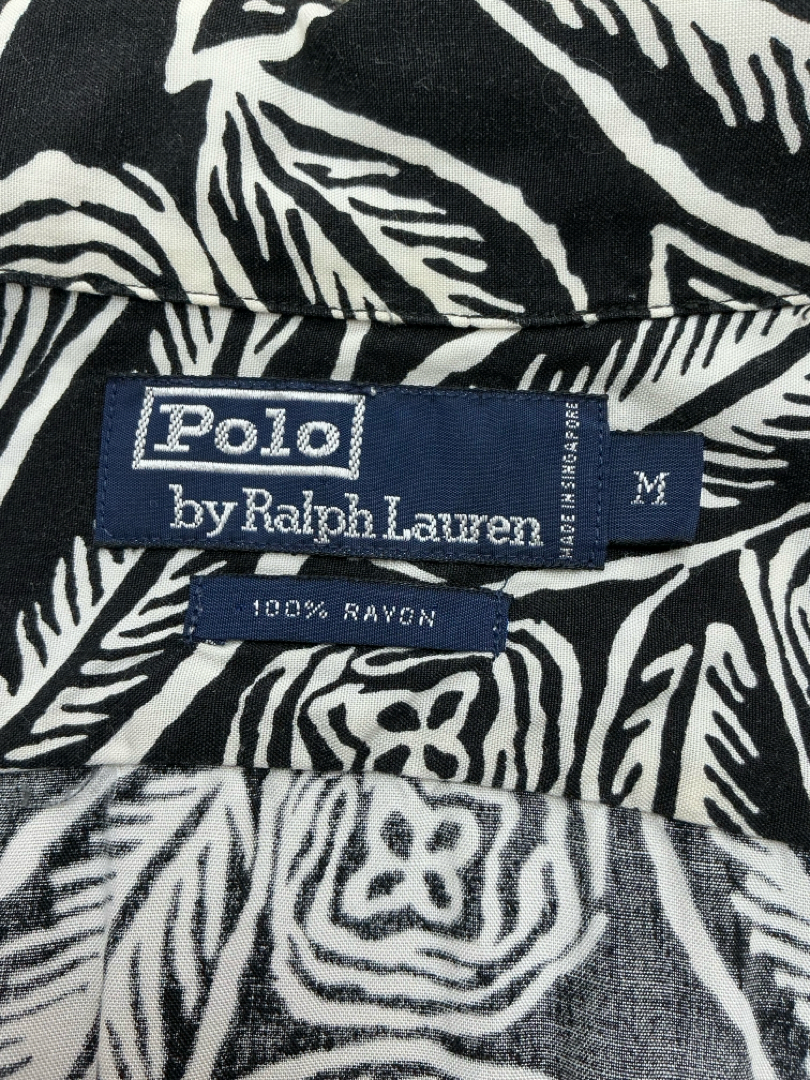 Polo
by Ralph Lauren
MADE IN SINGAPORE
M
100% RAYON